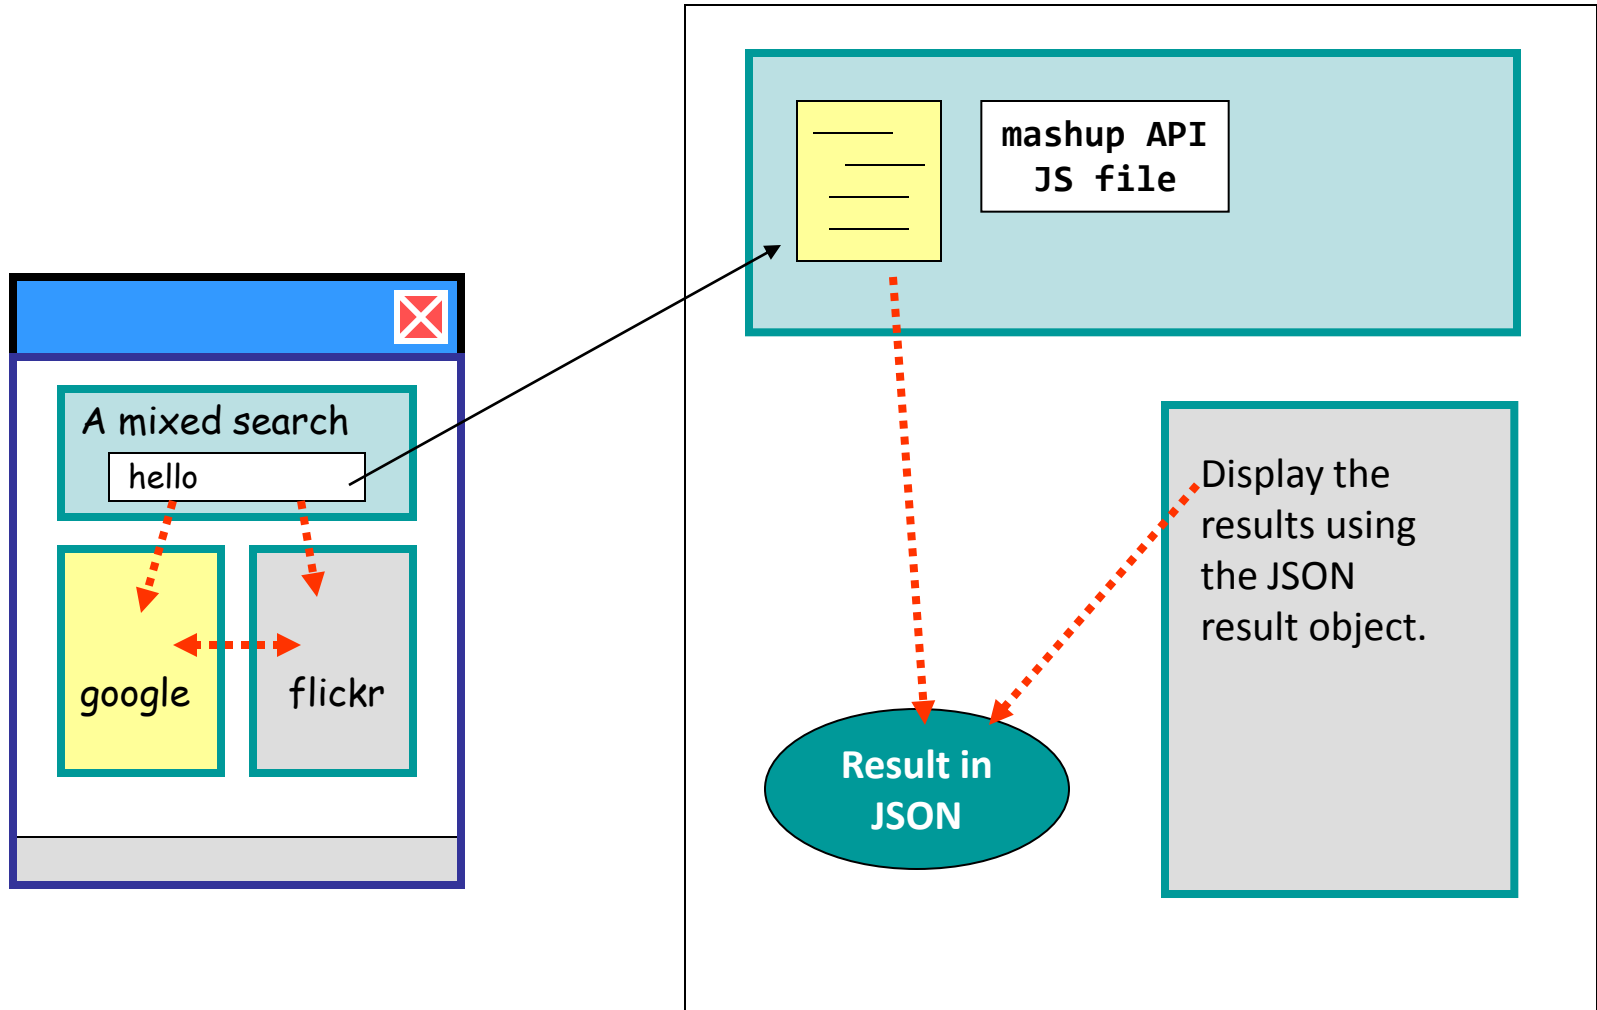 A mixed search
hello
google
flickr
mashup API
JS file
Display the
results using
the JSON
result object.
Result in
JSON